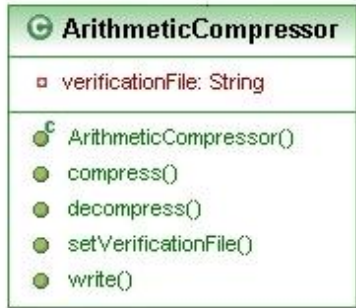 ArithmeticCompressor
verificationFile: String
ArithmeticCompressor()
compress()
decompress()
setVerificationFile()
write()